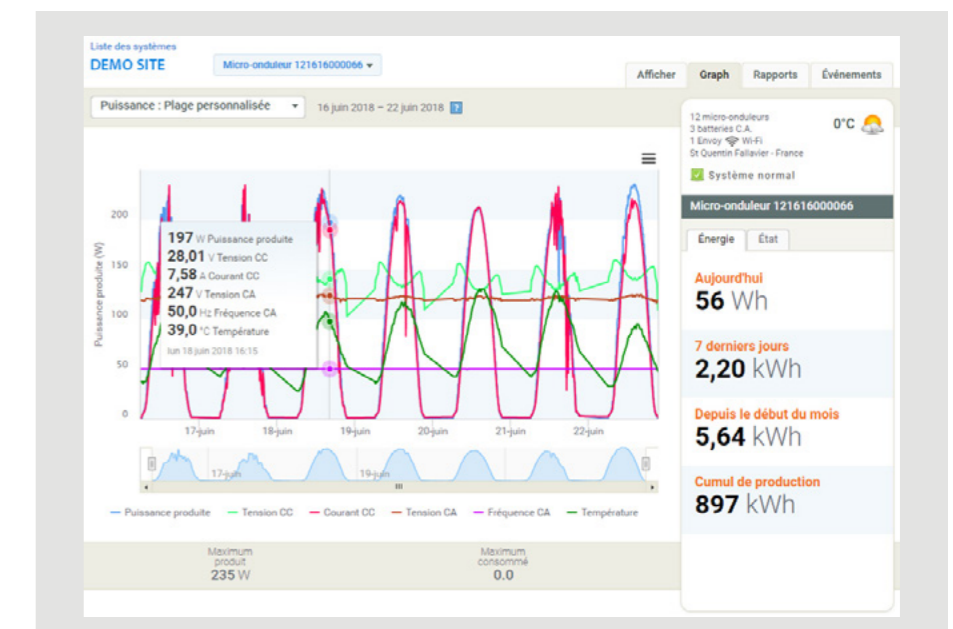 Liste des systèmes
DEMO SITE
Micro-onduleur 121616000066
Afficher
Graph
Rapports
Événements
Puissance : Plage personnalisée
16 juin 2018 – 22 juin 2018 ?
12 micro-onduleurs
3 batteries C.A.
1 Envoy Wi-Fi
St Quentin Fallavier - France
0°C
Système normal
Micro-onduleur 121616000066
Énergie
État
Aujourd'hui
56 Wh
7 derniers jours
2,20 kWh
Depuis le début du mois
5,64 kWh
Cumul de production
897 kWh
Puissance produite (W)
200
150
100
50
0
197 W Puissance produite
28,01 V Tension CC
7,58 A Courant CC
247 V Tension CA
50,0 Hz Fréquence CA
39,0 °C Température
lun 18 juin 2018 16:15
17-juin
18-juin
19-juin
20-juin
21-juin
22-juin
17-juin
19-juin
Puissance produite
Tension CC
Courant CC
Tension CA
Fréquence CA
Température
Maximum
produit
235 W
Maximum
consommé
0.0